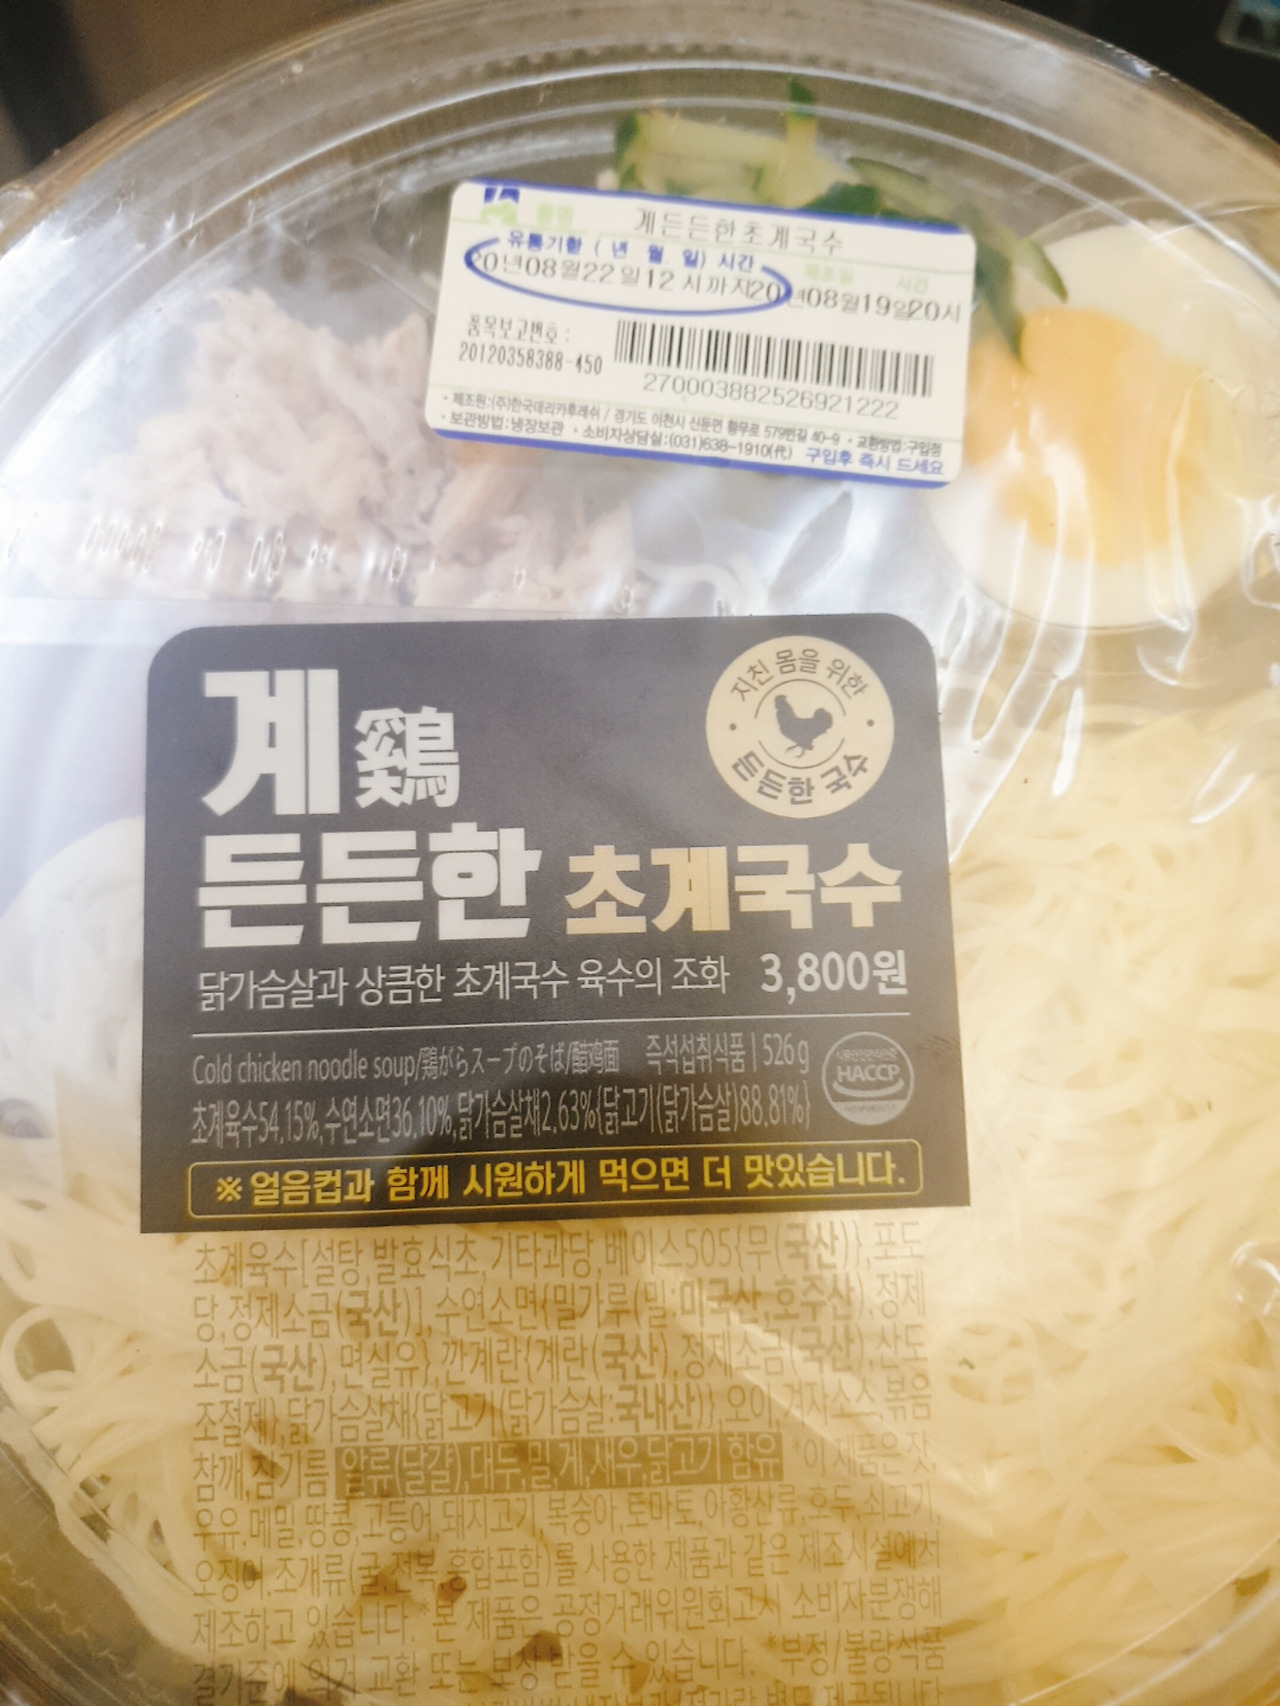 계든든한초계국수
유통기한 ( 년 월 일) 시간 제조일 시간
20년08월22일12시까지20년08월19일20시
품목보고번호 :
20120358388-450
270003882526921222
· 제조원:(주)한국데리카후레쉬 / 경기도 이천시 신둔면 황무로 579번길 40-9 · 교환방법:구입점
· 보관방법:냉장보관 · 소비자상담실:(031)638-1910(代) 구입후 즉시 드세요
지친 몸을 위한
든든한 국수
계鷄
든든한 초계국수
닭가슴살과 상큼한 초계국수 육수의 조화 3,800원
Cold chicken noodle soup/鶏がらスープのそば/醋鸡面 즉석섭취식품 | 526g
HACCP
초계육수54.15%,수연소면36.10%,닭가슴살채2.63%{닭고기(닭가슴살)88.81%}
※얼음컵과 함께 시원하게 먹으면 더 맛있습니다.
초계육수[설탕,발효식초,기타과당,베이스505{무(국산)},포도
당,정제소금(국산)],수연소면{밀가루(밀:미국산,호주산),정제
소금(국산),면실유},깐계란{계란(국산),정제소금(국산),산도
조절제},닭가슴살채{닭고기(닭가슴살:국내산)},오이,겨자소스,볶음
참깨,참기름 알류(달걀),대두,밀,게,새우,닭고기 함유 *이 제품은 잣,
우유,메밀,땅콩,고등어,돼지고기,복숭아,토마토,아황산류,호두,쇠고기,
오징어,조개류(굴,전복,홍합포함)를 사용한 제품과 같은 제조시설에서
제조하고 있습니다. *본 제품은 공정거래위원회고시 소비자분쟁해
결기준에 의거 교환 또는 보상 받을 수 있습니다. *부정/불량식품